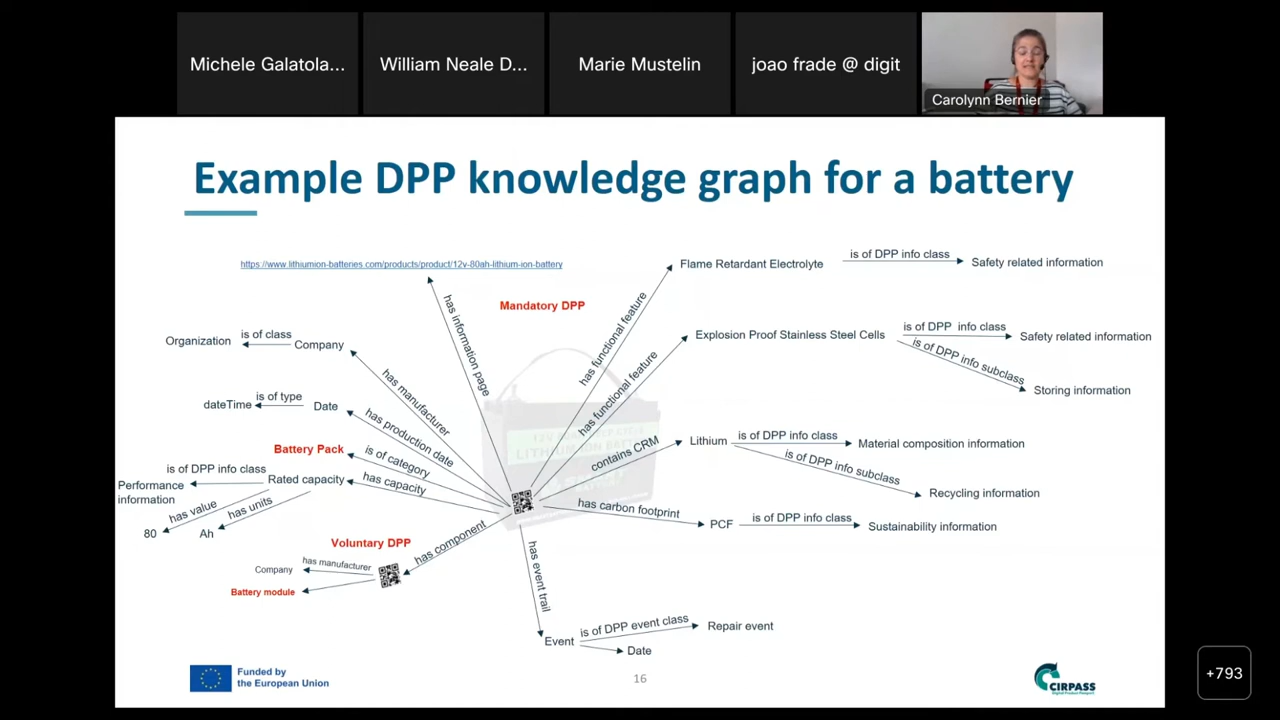 Michele Galatola...
William Neale D...
Marie Mustelin
joao frade @ digit
Carolynn Bernier
Example DPP knowledge graph for a battery
https://www.lithiumion-batteries.com/products/product/12v-80ah-lithium-ion-battery
Mandatory DPP
has information page
has functional feature
Flame Retardant Electrolyte
is of DPP info class
Safety related information
has functional feature
Explosion Proof Stainless Steel Cells
is of DPP info class
Safety related information
is of DPP info subclass
Storing information
Organization
is of class
Company
has manufacturer
dateTime
is of type
Date
has production date
Battery Pack
is of category
Performance
information
is of DPP info class
Rated capacity
has capacity
has value
80
has units
Ah
contains CRM
Lithium
is of DPP info class
Material composition information
is of DPP info subclass
Recycling information
has carbon footprint
PCF
is of DPP info class
Sustainability information
Voluntary DPP
has component
Company
has manufacturer
Battery module
has event trail
Event
is of DPP event class
Repair event
Date
Funded by
the European Union
16
CIRPASS
Digital Product Passport
+793